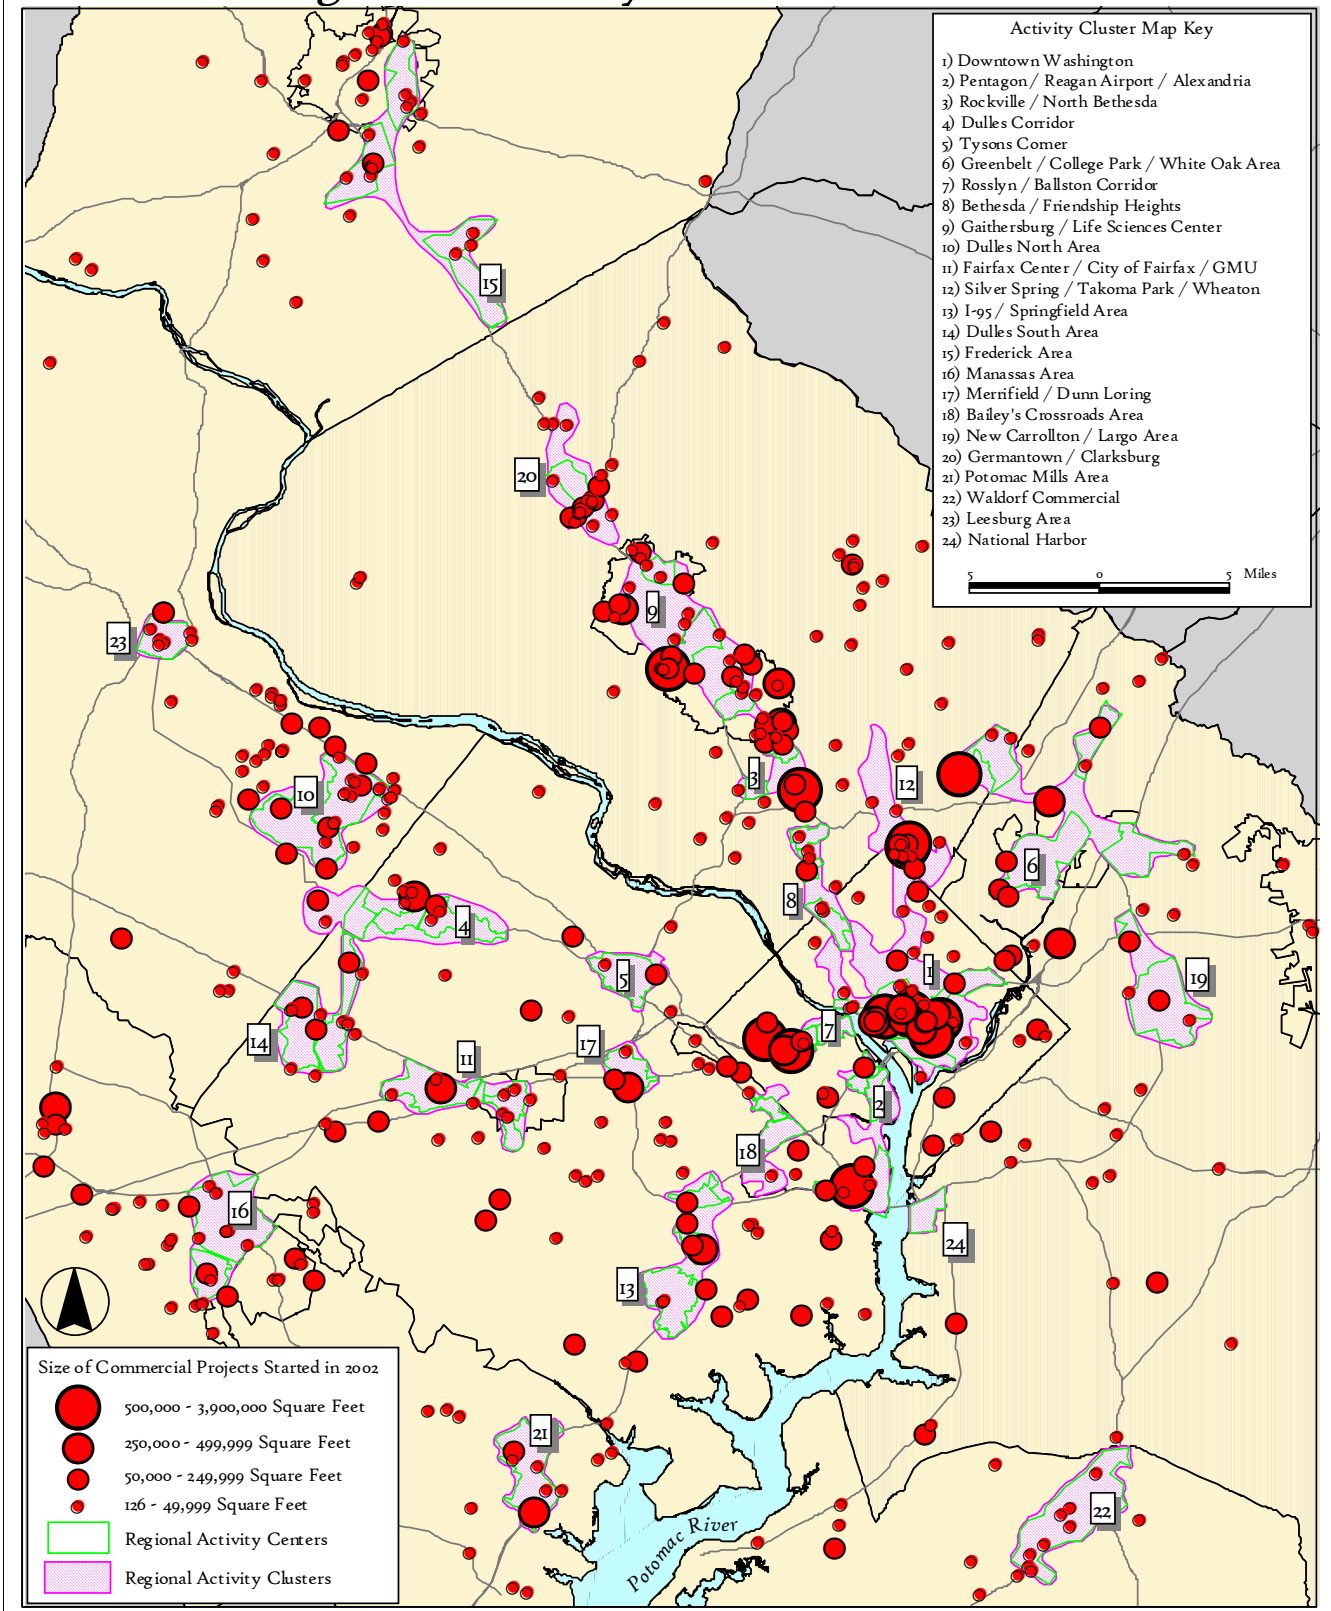 Activity Cluster Map Key
1) Downtown Washington
2) Pentagon / Reagan Airport / Alexandria
3) Rockville / North Bethesda
4) Dulles Corridor
5) Tysons Corner
6) Greenbelt / College Park / White Oak Area
7) Rosslyn / Ballston Corridor
8) Bethesda / Friendship Heights
9) Gaithersburg / Life Sciences Center
10) Dulles North Area
11) Fairfax Center / City of Fairfax / GMU
12) Silver Spring / Takoma Park / Wheaton
13) I-95 / Springfield Area
14) Dulles South Area
15) Frederick Area
16) Manassas Area
17) Merrifield / Dunn Loring
18) Bailey's Crossroads Area
19) New Carrollton / Largo Area
20) Germantown / Clarksburg
21) Potomac Mills Area
22) Waldorf Commercial
23) Leesburg Area
24) National Harbor
5 0 5 Miles
15
20
9
23
3
12
10
6
8
4
1
5
19
7
14
17
11
2
18
16
24
13
21
22
Size of Commercial Projects Started in 2002
500,000 - 3,900,000 Square Feet
250,000 - 499,999 Square Feet
50,000 - 249,999 Square Feet
126 - 49,999 Square Feet
Regional Activity Centers
Regional Activity Clusters
Potomac River